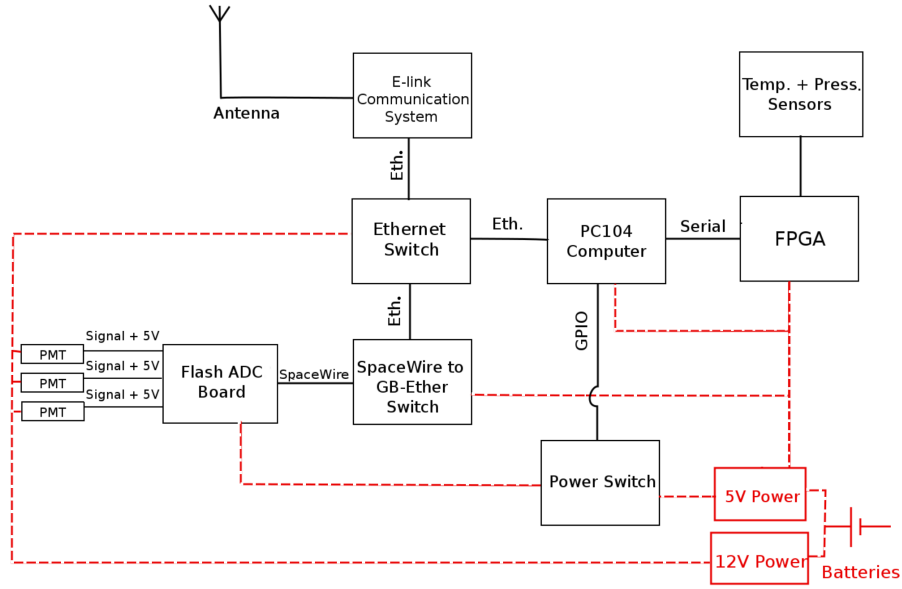 E-link
Communication
System
Temp. + Press.
Sensors
Antenna
Eth.
Ethernet
Switch
Eth.
PC104
Computer
Serial
FPGA
Eth.
GPIO
Signal + 5V
PMT
Signal + 5V
PMT
Signal + 5V
PMT
Flash ADC
Board
SpaceWire
SpaceWire to
GB-Ether
Switch
Power Switch
5V Power
12V Power
Batteries